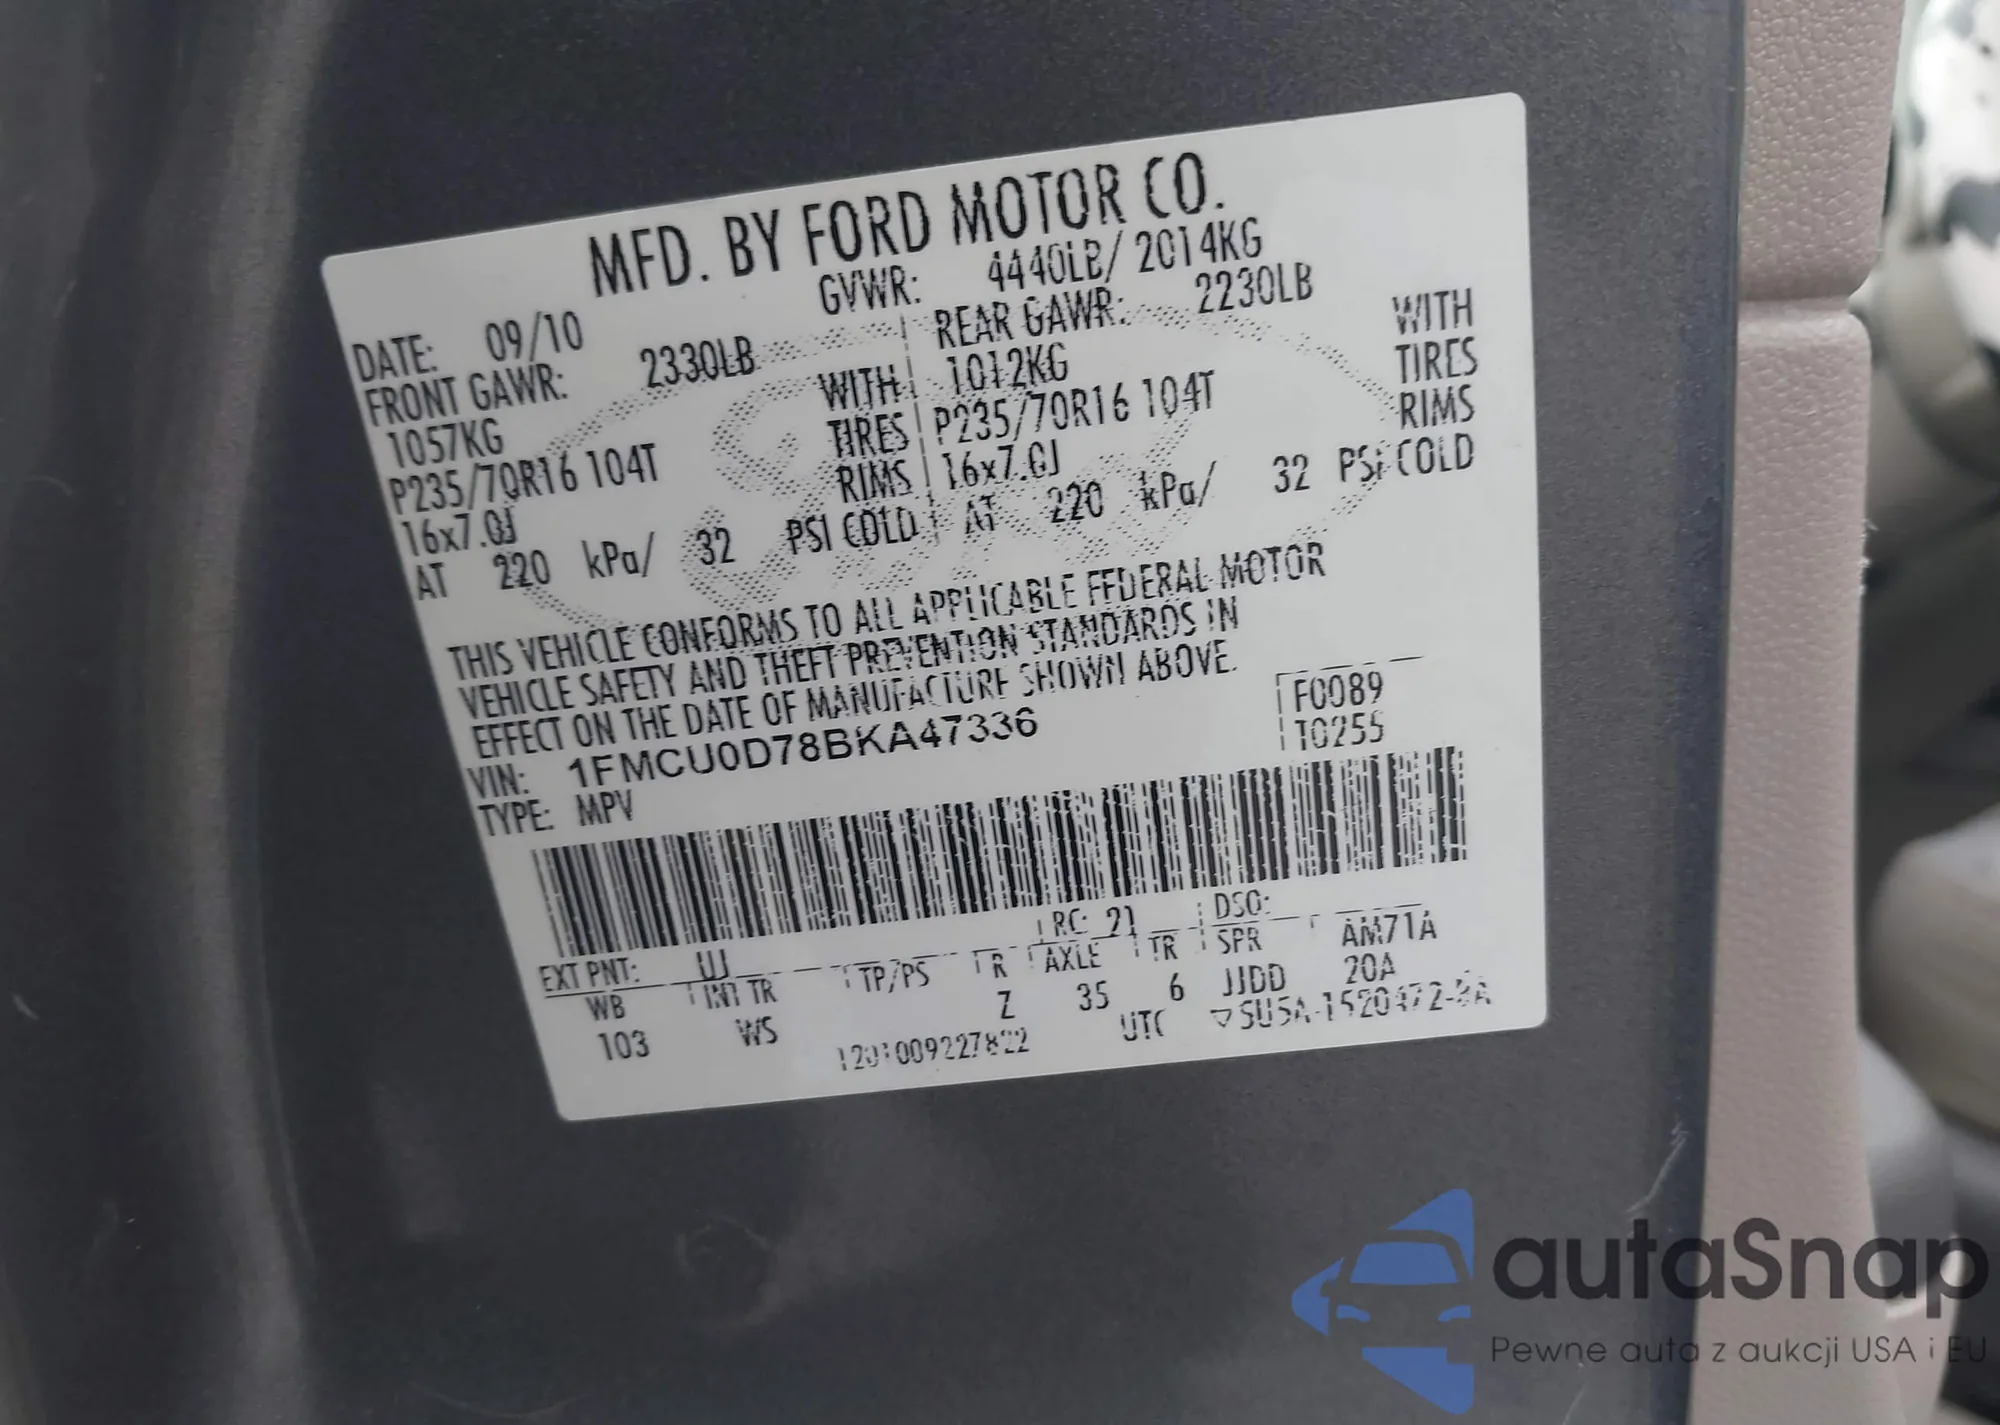 MFD. BY FORD MOTOR CO.
DATE: 09/10 GVWR: 4440LB/ 2014KG
FRONT GAWR: 2330LB REAR GAWR: 2230LB
1057KG WITH 1012KG WITH
P235/70R16 104T TIRES P235/70R16 104T TIRES
16x7.0J RIMS 16x7.0J RIMS
AT 220 kPa/ 32 PSI COLD AT 220 kPa/ 32 PSI COLD
THIS VEHICLE CONFORMS TO ALL APPLICABLE FEDERAL MOTOR
VEHICLE SAFETY AND THEFT PREVENTION STANDARDS IN
EFFECT ON THE DATE OF MANUFACTURE SHOWN ABOVE.
VIN: 1FMCU0D78BKA47336 F0089
TYPE: MPV T0255
EXT PNT: UJ RC: 21 DSO:
WB INT TR TP/PS R AXLE TR SPR AM71A
103 WS Z 35 6 JJDD 20A
1201009227822 UTC ▽SU5A-1520472-
autaSnap
Pewne auta z aukcji USA i EU